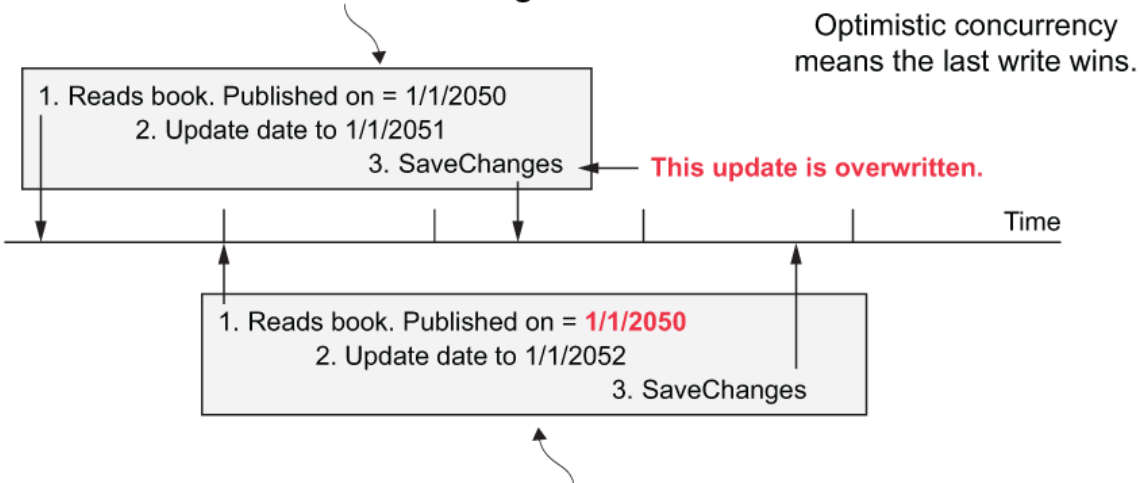 Optimistic concurrency
means the last write wins.
1. Reads book. Published on = 1/1/2050
2. Update date to 1/1/2051
3. SaveChanges
This update is overwritten.
Time
1. Reads book. Published on = 1/1/2050
2. Update date to 1/1/2052
3. SaveChanges